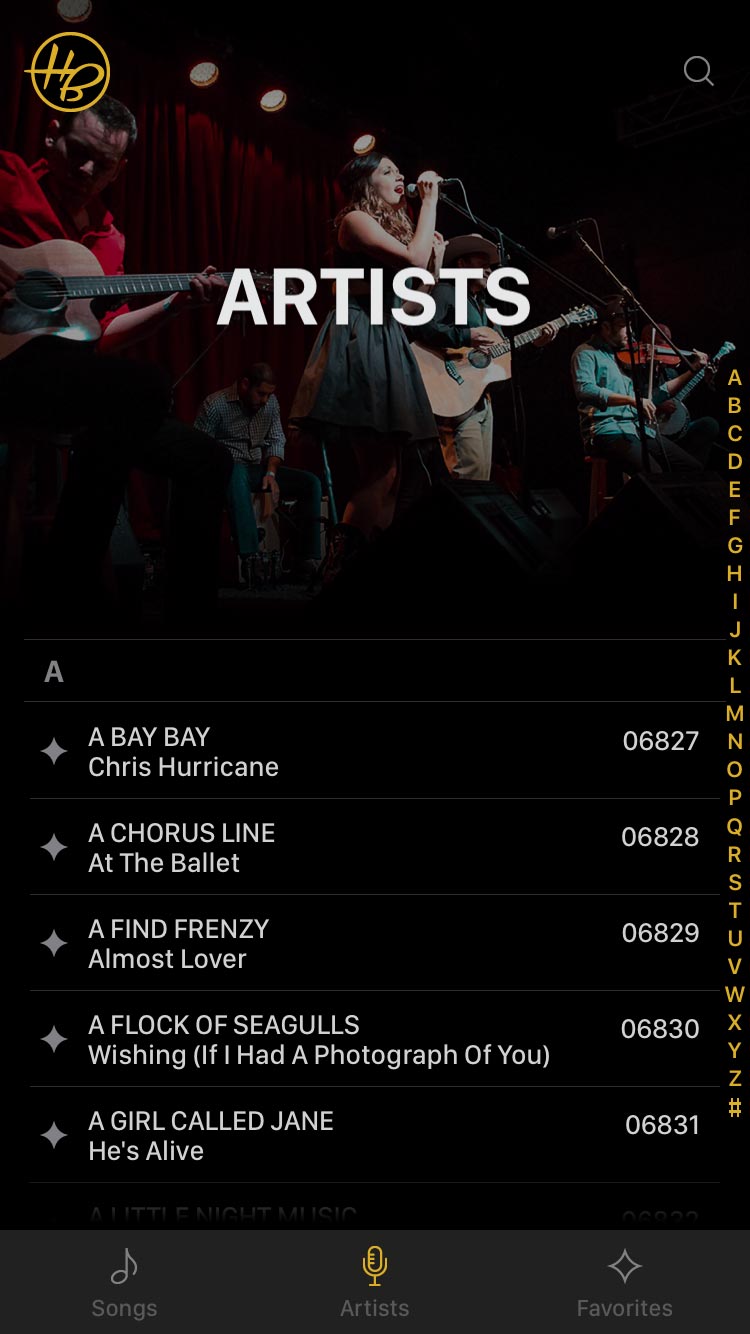 HB
ARTISTS
A
B
C
D
E
F
G
H
I
J
K
L
M
N
O
P
Q
R
S
T
U
V
W
X
Y
Z
#
A
A BAY BAY 06827
Chris Hurricane
A CHORUS LINE 06828
At The Ballet
A FIND FRENZY 06829
Almost Lover
A FLOCK OF SEAGULLS 06830
Wishing (If I Had A Photograph Of You)
A GIRL CALLED JANE 06831
He's Alive
A LITTLE NIGHT MUSIC 06832
Songs Artists Favorites